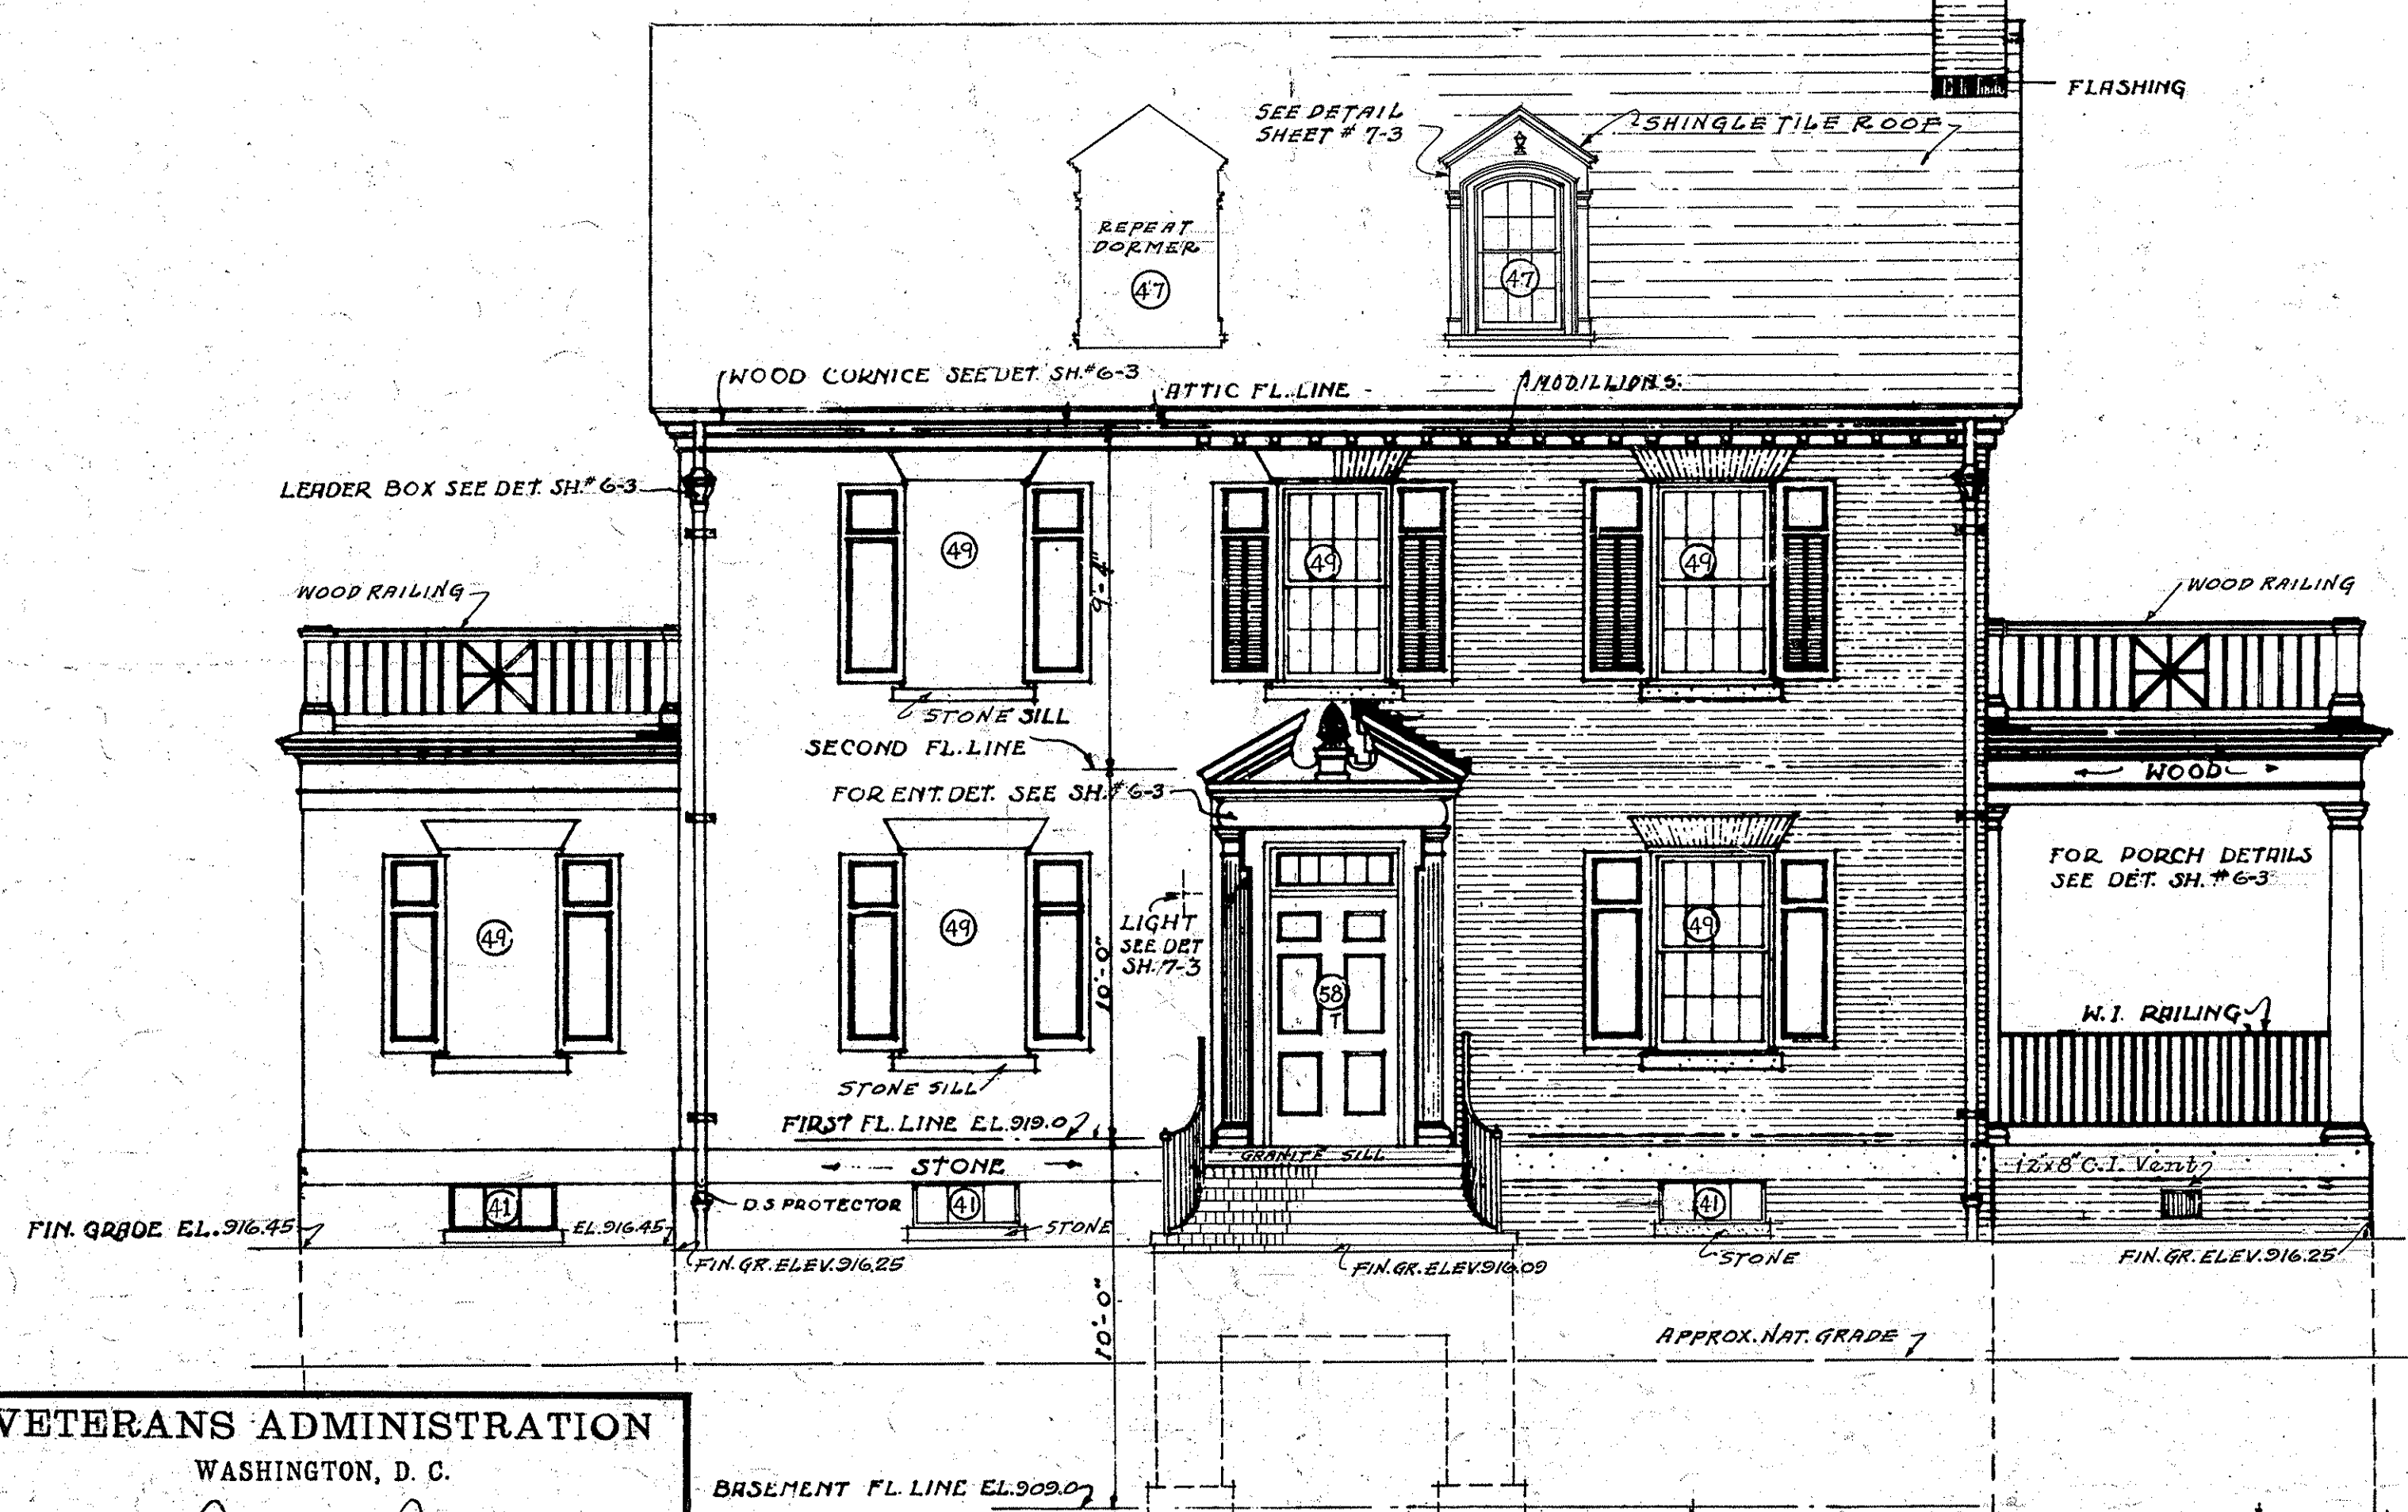 FLASHING
SEE DETAIL
SHEET # 7-3
SHINGLE TILE ROOF
REPEAT
DORMER
47
47
WOOD CORNICE SEE DET. SH.#6-3
ATTIC FL. LINE
MODILLIONS.
LEADER BOX SEE DET. SH.# 6-3
49
49
49
9'-4"
WOOD RAILING
WOOD RAILING
STONE SILL
SECOND FL. LINE
FOR ENT. DET. SEE SH.# 6-3
WOOD
FOR PORCH DETAILS
SEE DET. SH. # 6-3
49
49
49
LIGHT
SEE DET
SH. 7-3
10'-0"
58
T
W.I. RAILING
STONE SILL
FIRST FL. LINE EL.919.0
GRANITE SILL
STONE
12"x8" C.I. Vent
41
41
41
D.S PROTECTOR
FIN. GRADE EL. 916.45
EL. 916.45
STONE
STONE
FIN. GR. ELEV. 916.25
FIN. GR. ELEV. 916.09
FIN. GR. ELEV. 916.25
10'-0"
APPROX. NAT. GRADE
VETERANS ADMINISTRATION
WASHINGTON, D. C.
BASEMENT FL. LINE EL.909.0